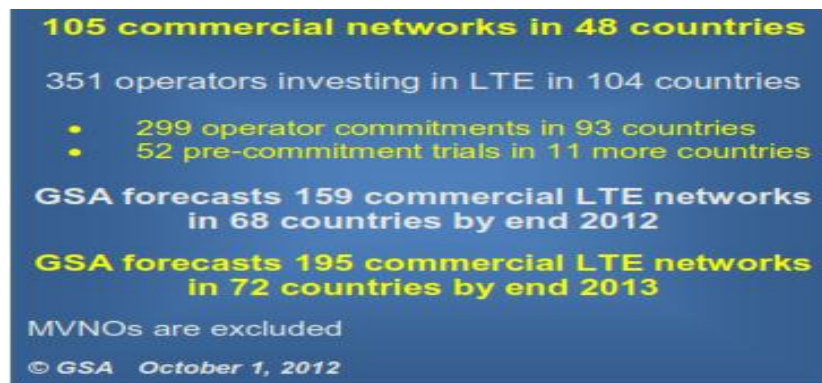 105 commercial networks in 48 countries
351 operators investing in LTE in 104 countries
• 299 operator commitments in 93 countries
• 52 pre-commitment trials in 11 more countries
GSA forecasts 159 commercial LTE networks
in 68 countries by end 2012
GSA forecasts 195 commercial LTE networks
in 72 countries by end 2013
MVNOs are excluded
© GSA October 1, 2012